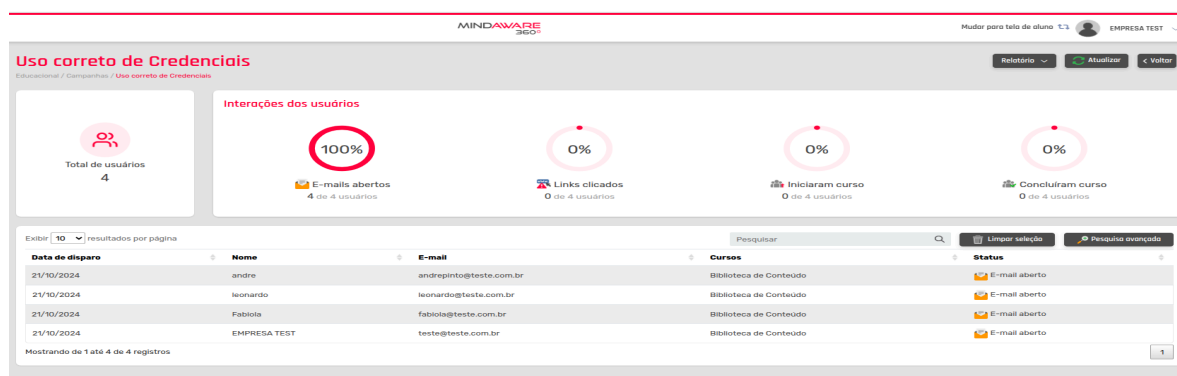 MINDAWARE
360°
Mudar para tela de aluno EMPRESA TEST
Uso correto de Credenciais
Educacional / Campanhas / Uso correto de Credenciais
Relatório Atualizar < Voltar
Total de usuários
4
Interações dos usuários
100% 0% 0% 0%
E-mails abertos Links clicados Iniciaram curso Concluíram curso
4 de 4 usuários 0 de 4 usuários 0 de 4 usuários 0 de 4 usuários
Exibir 10 resultados por página Pesquisar Limpar seleção Pesquisa avançada
Data de disparo Nome E-mail Cursos Status
21/10/2024 andre andrepinto@teste.com.br Biblioteca de Conteúdo E-mail aberto
21/10/2024 leonardo leonardo@teste.com.br Biblioteca de Conteúdo E-mail aberto
21/10/2024 Fabiola fabiola@teste.com.br Biblioteca de Conteúdo E-mail aberto
21/10/2024 EMPRESA TEST teste@teste.com.br Biblioteca de Conteúdo E-mail aberto
Mostrando de 1 até 4 de 4 registros 1